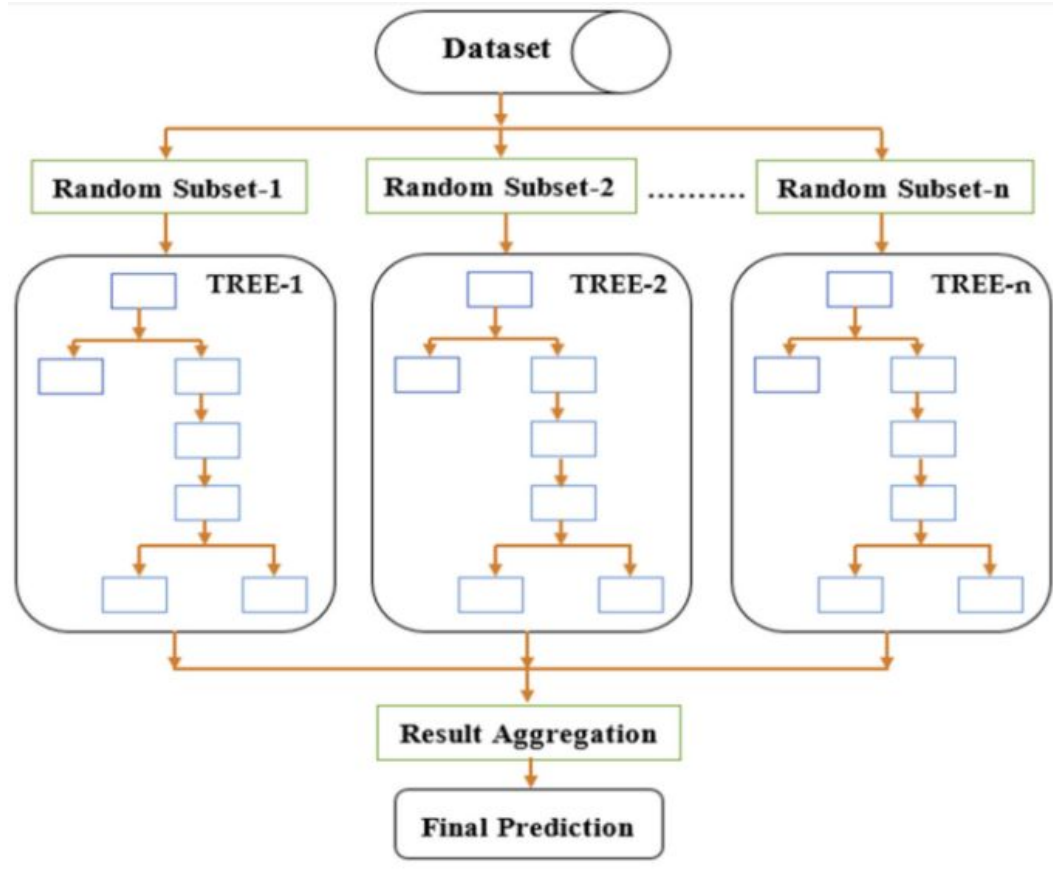 Dataset
Random Subset-1
Random Subset-2
..........
Random Subset-n
TREE-1
TREE-2
TREE-n
Result Aggregation
Final Prediction